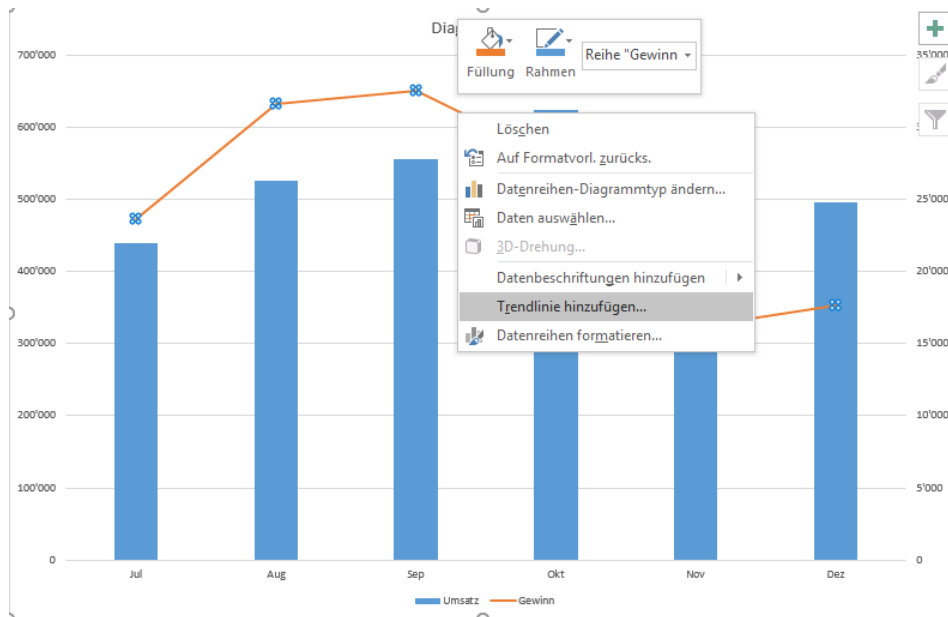 Diag
Füllung
Rahmen
Reihe "Gewinn
Löschen
Auf Formatvorl. zurücks.
Datenreihen-Diagrammtyp ändern...
Daten auswählen...
3D-Drehung...
Datenbeschriftungen hinzufügen
Trendlinie hinzufügen...
Datenreihen formatieren...
700'000
600'000
500'000
400'000
300'000
200'000
100'000
0
35'000
25'000
20'000
15'000
10'000
5'000
0
Jul Aug Sep Okt Nov Dez
Umsatz Gewinn